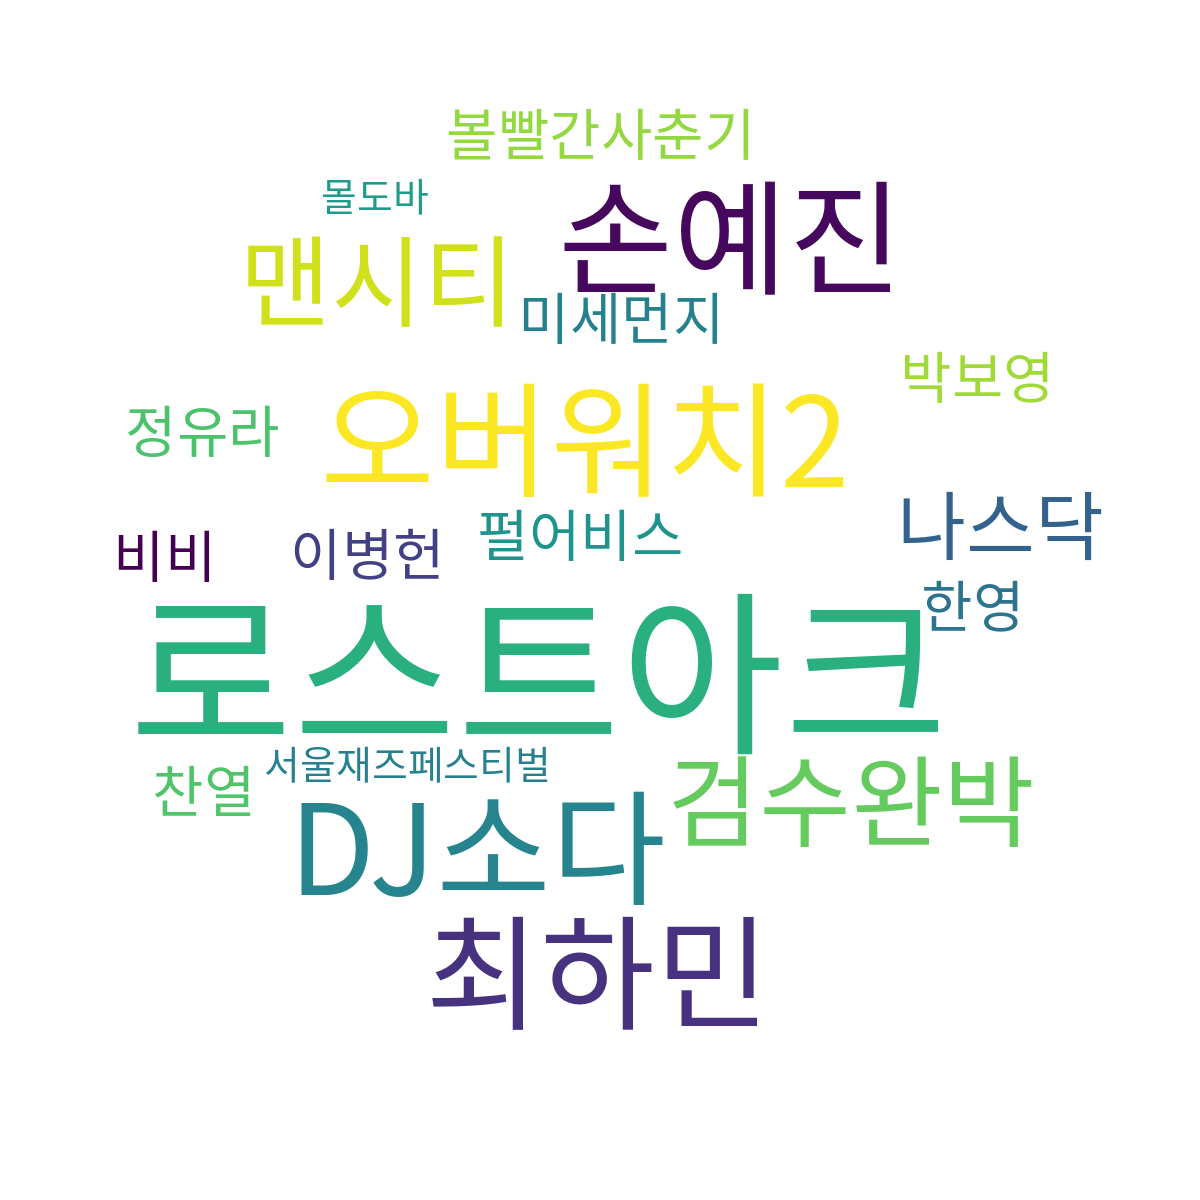 볼빨간사춘기
몰도바
손예진
맨시티
미세먼지
박보영
오버워치2
정유라
나스닥
펄어비스
비비
이병헌
한영
로스트아크
서울재즈페스티벌
찬열
검수완박
DJ소다
최하민